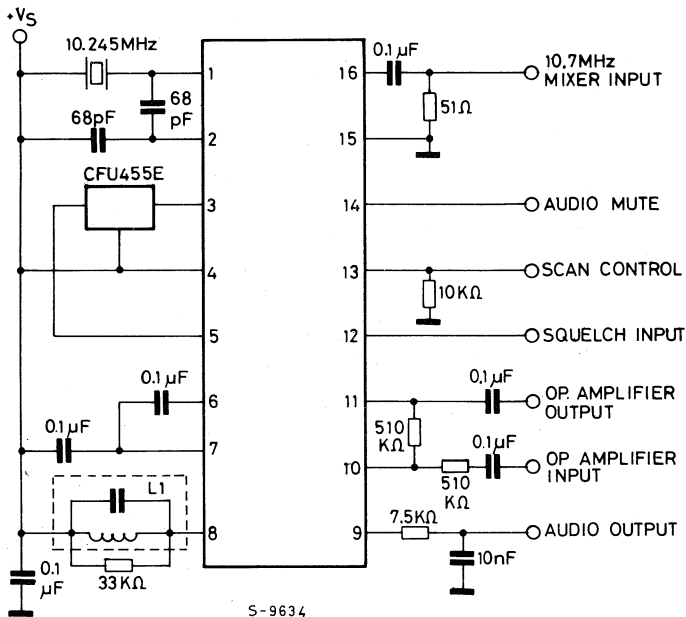 +VS
10.245MHz
1
68
pF
68pF
2
CFU455E
3
4
5
0.1µF
6
0.1µF
7
L1
8
33KΩ
0.1
µF
0.1µF
16
10,7MHz
MIXER INPUT
51Ω
15
14
AUDIO MUTE
13
SCAN CONTROL
10KΩ
12
SQUELCH INPUT
11
0.1µF
OP. AMPLIFIER
OUTPUT
510
KΩ
0.1µF
10
510
KΩ
OP AMPLIFIER
INPUT
9
7.5KΩ
AUDIO OUTPUT
10nF
S-9634